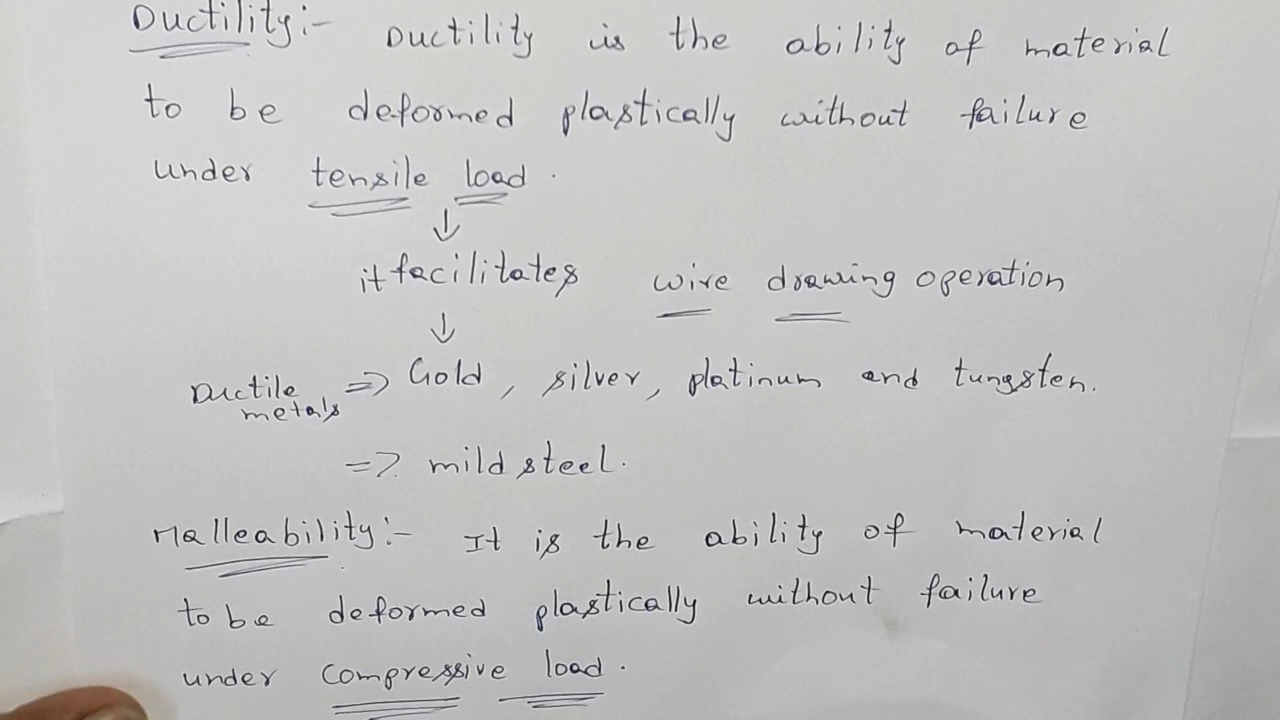 Ductility:- Ductility is the ability of material
to be deformed plastically without failure
under tensile load.
↓
it facilitates wire drawing operation
↓
Ductile metals => Gold, silver, platinum and tungsten.
=> mild steel.
Malleability:- It is the ability of material
to be deformed plastically without failure
under compressive load.